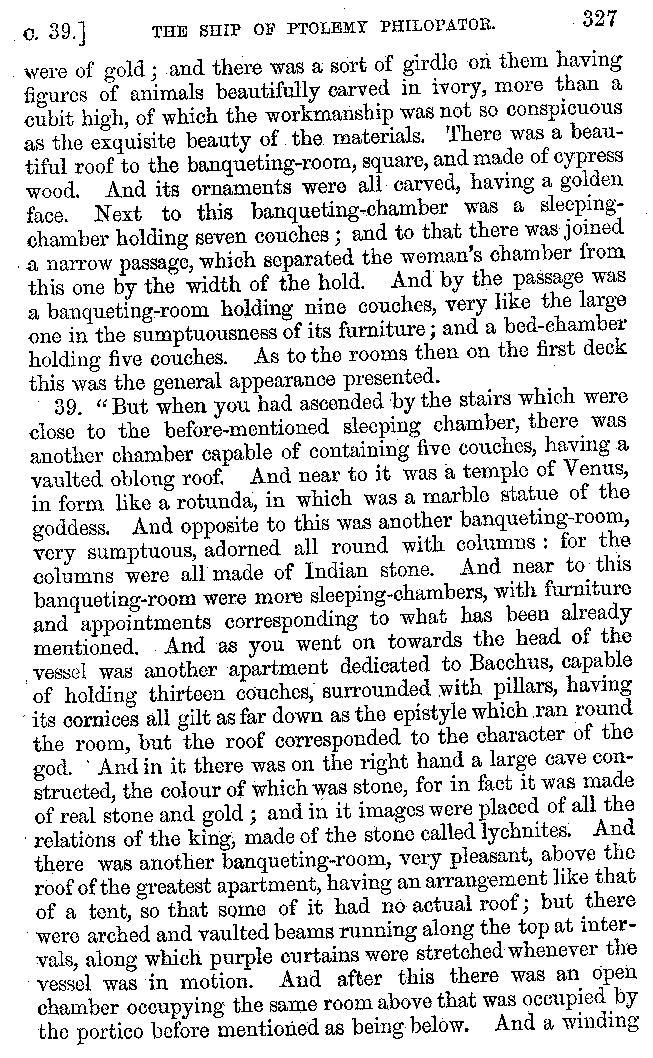 C. 39.] THE SHIP OF PTOLEMY PHILOPATOR. 327
were of gold; and there was a sort of girdle on them having
figures of animals beautifully carved in ivory, more than a
cubit high, of which the workmanship was not so conspicuous
as the exquisite beauty of the materials. There was a beau-
tiful roof to the banqueting-room, square, and made of cypress
wood. And its ornaments were all carved, having a golden
face. Next to this banqueting-chamber was a sleeping-
chamber holding seven couches; and to that there was joined
a narrow passage, which separated the woman's chamber from
this one by the width of the hold. And by the passage was
a banqueting-room holding nine couches, very like the large
one in the sumptuousness of its furniture; and a bed-chamber
holding five couches. As to the rooms then on the first deck
this was the general appearance presented.
39. "But when you had ascended by the stairs which were
close to the before-mentioned sleeping chamber, there was
another chamber capable of containing five couches, having a
vaulted oblong roof. And near to it was a temple of Venus,
in form like a rotunda, in which was a marble statue of the
goddess. And opposite to this was another banqueting-room,
very sumptuous, adorned all round with columns: for the
columns were all made of Indian stone. And near to this
banqueting-room were more sleeping-chambers, with furniture
and appointments corresponding to what has been already
mentioned. And as you went on towards the head of the
vessel was another apartment dedicated to Bacchus, capable
of holding thirteen couches, surrounded with pillars, having
its cornices all gilt as far down as the epistyle which ran round
the room, but the roof corresponded to the character of the
god. And in it there was on the right hand a large cave con-
structed, the colour of which was stone, for in fact it was made
of real stone and gold; and in it images were placed of all the
relations of the king, made of the stone called lychnites. And
there was another banqueting-room, very pleasant, above the
roof of the greatest apartment, having an arrangement like that
of a tent, so that some of it had no actual roof; but there
were arched and vaulted beams running along the top at inter-
vals, along which purple curtains were stretched whenever the
vessel was in motion. And after this there was an open
chamber occupying the same room above that was occupied by
the portico before mentioned as being below. And a winding